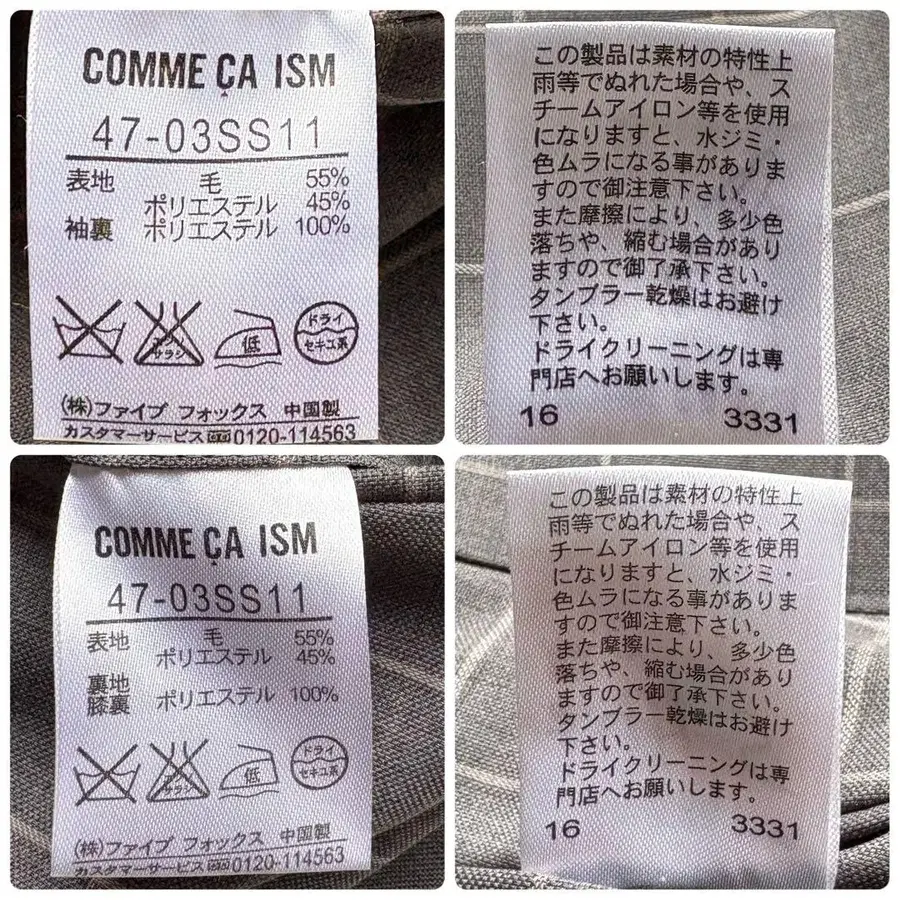 COMME ÇA ISM
47-03SS11
表地 毛 55%
ポリエステル 45%
袖裏 ポリエステル 100%
エンソ サラシ 低 ドライ セキユ系
(株)ファイブ フォックス 中国製
カスタマーサービス 0120-114563
この製品は素材の特性上
雨等でぬれた場合や、ス
チームアイロン等を使用
になりますと、水ジミ・
色ムラになる事がありま
すので御注意下さい。
また摩擦により、多少色
落ちや、縮む場合があり
ますので御了承下さい。
タンブラー乾燥はお避け
下さい。
ドライクリーニングは専
門店へお願いします。
16 3331
COMME ÇA ISM
47-03SS11
表地 毛 55%
ポリエステル 45%
裏地
膝裏 ポリエステル 100%
エンソ サラシ 低 ドライ セキユ系
(株)ファイブ フォックス 中国製
カスタマーサービス 0120-114563
この製品は素材の特性上
雨等でぬれた場合や、ス
チームアイロン等を使用
になりますと、水ジミ・
色ムラになる事がありま
すので御注意下さい。
また摩擦により、多少色
落ちや、縮む場合があり
ますので御了承下さい。
タンブラー乾燥はお避け
下さい。
ドライクリーニングは専
門店へお願いします。
16 3331